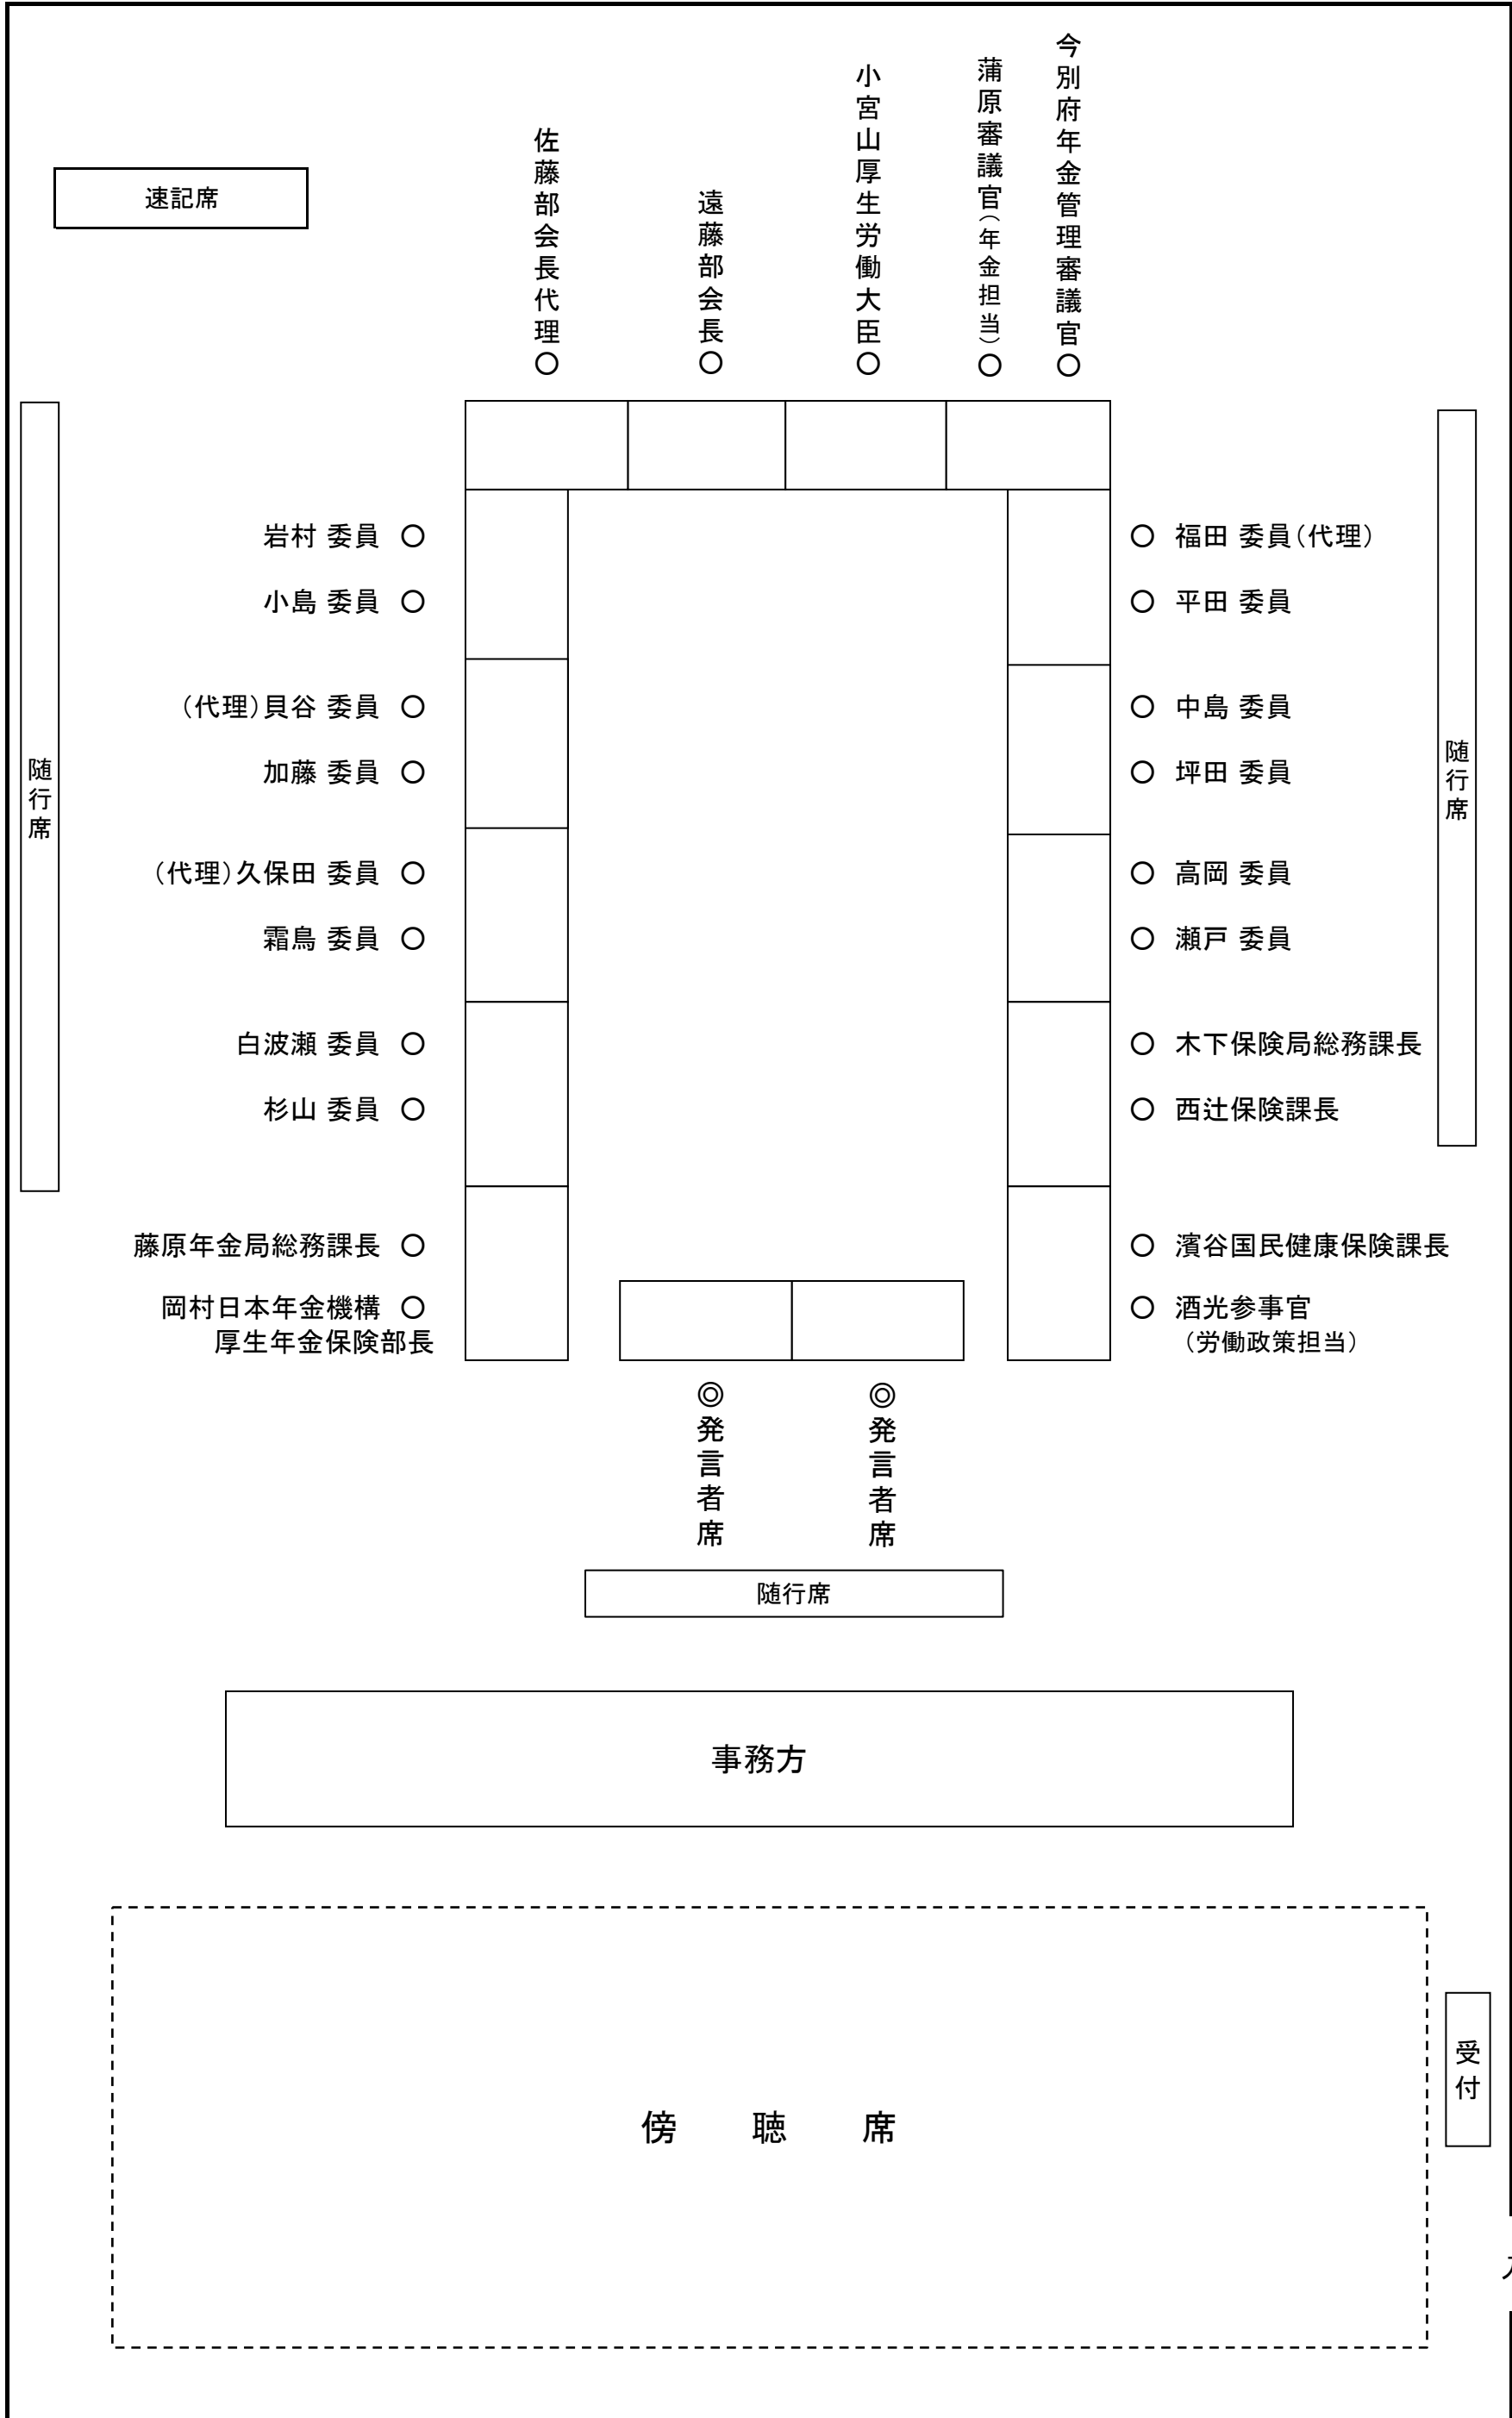 速記席
佐藤部会長代理○
遠藤部会長○
小宮山厚生労働大臣○
蒲原審議官(年金担当)○
今別府年金管理審議官○
随行席
随行席
岩村 委員 ○
○ 福田 委員(代理)
小島 委員 ○
○ 平田 委員
(代理)貝谷 委員 ○
○ 中島 委員
加藤 委員 ○
○ 坪田 委員
(代理)久保田 委員 ○
○ 高岡 委員
霜鳥 委員 ○
○ 瀬戸 委員
白波瀬 委員 ○
○ 木下保険局総務課長
杉山 委員 ○
○ 西辻保険課長
藤原年金局総務課長 ○
○ 濱谷国民健康保険課長
岡村日本年金機構 ○
厚生年金保険部長
○ 酒光参事官
(労働政策担当)
◎発言者席
◎発言者席
随行席
事務方
傍 聴 席
受付